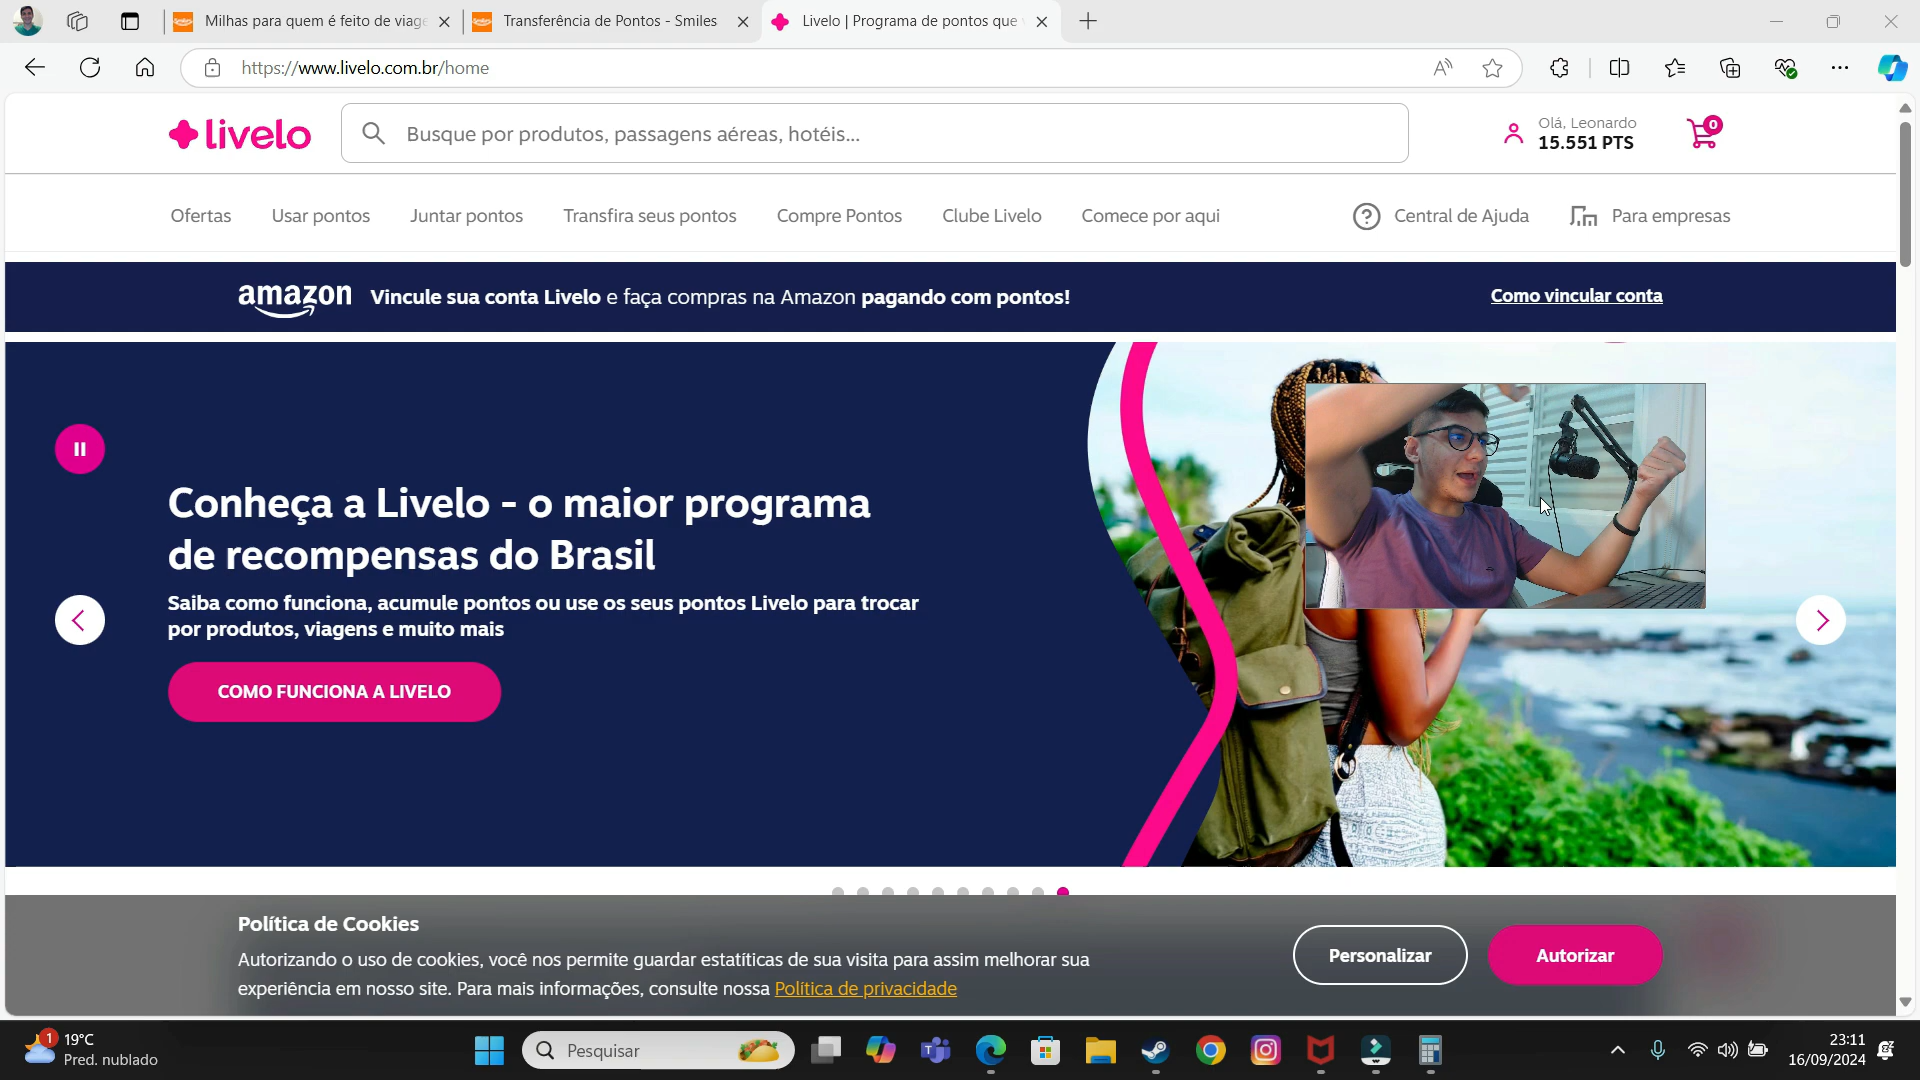 Milhas para quem é feito de viage
Transferência de Pontos - Smiles
Livelo | Programa de pontos que
https://www.livelo.com.br/home
livelo
Busque por produtos, passagens aéreas, hotéis...
Olá, Leonardo
15.551 PTS
0
Ofertas
Usar pontos
Juntar pontos
Transfira seus pontos
Compre Pontos
Clube Livelo
Comece por aqui
Central de Ajuda
Para empresas
amazon
Vincule sua conta Livelo e faça compras na Amazon pagando com pontos!
Como vincular conta
Conheça a Livelo - o maior programa
de recompensas do Brasil
Saiba como funciona, acumule pontos ou use os seus pontos Livelo para trocar
por produtos, viagens e muito mais
COMO FUNCIONA A LIVELO
Política de Cookies
Autorizando o uso de cookies, você nos permite guardar estatíticas de sua visita para assim melhorar sua
experiência em nosso site. Para mais informações, consulte nossa Política de privacidade
Personalizar
Autorizar
1
19°C
Pred. nublado
Pesquisar
23:11
16/09/2024